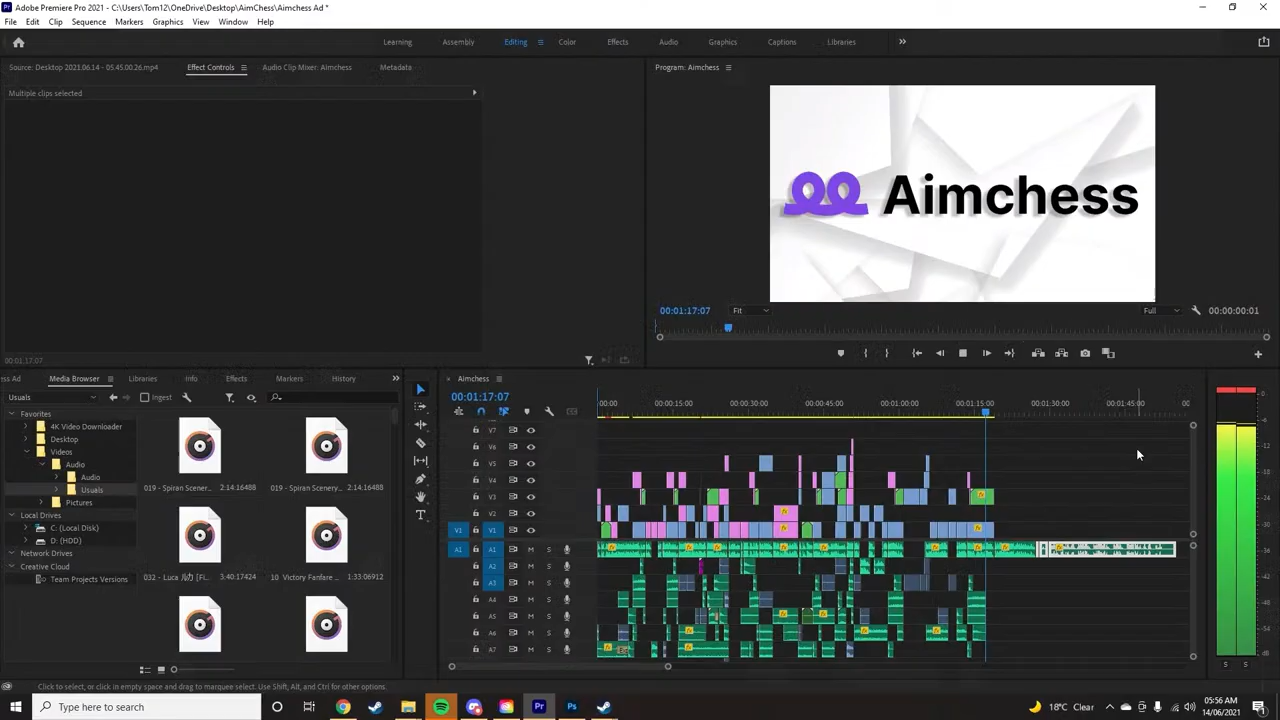 Adobe Premiere Pro 2021 - C:\Users\Tom12\OneDrive\Desktop\AimChess\Aimchess Ad *
File Edit Clip Sequence Markers Graphics View Window Help
Learning Assembly Editing Color Effects Audio Graphics Captions Libraries
Source: Desktop 2021.06.14 - 05.45.00.26.mp4 Effect Controls Audio Clip Mixer: Aimchess Metadata
Multiple clips selected
00:01:17:07
Program: Aimchess
Aimchess
00:01:17:07 Fit Full 00:00:00:01
ss Ad Media Browser Libraries Info Effects Markers History
Usuals Ingest
Favorites
4K Video Downloader
Desktop
Videos
Audio
Audio
Usuals
Pictures
Local Drives
C: (Local Disk)
D: (HDD)
Network Drives
Creative Cloud
Team Projects Versions
019 - Spiran Scener... 2:14:16488
019 - Spiran Scenery... 2:14:16488
032 - Luca 3:40:17424
10 Victory Fanfare ... 1:33:06912
Aimchess
00:01:17:07
:00:00 00:00:15:00 00:00:30:00 00:00:45:00 00:01:00:00 00:01:15:00 00:01:30:00 00:01:45:00 00
V7
V6
V5
V4
V3
V2
V1 V1
A1 A1 M S
A2 M S
A3 M S
A4 M S
A5 M S
A6 M S
A7 M S
0
S S
Click to select, or click in empty space and drag to marquee select. Use Shift, Alt, and Ctrl for other options.
Type here to search
18°C Clear
05:56 AM
14/06/2021